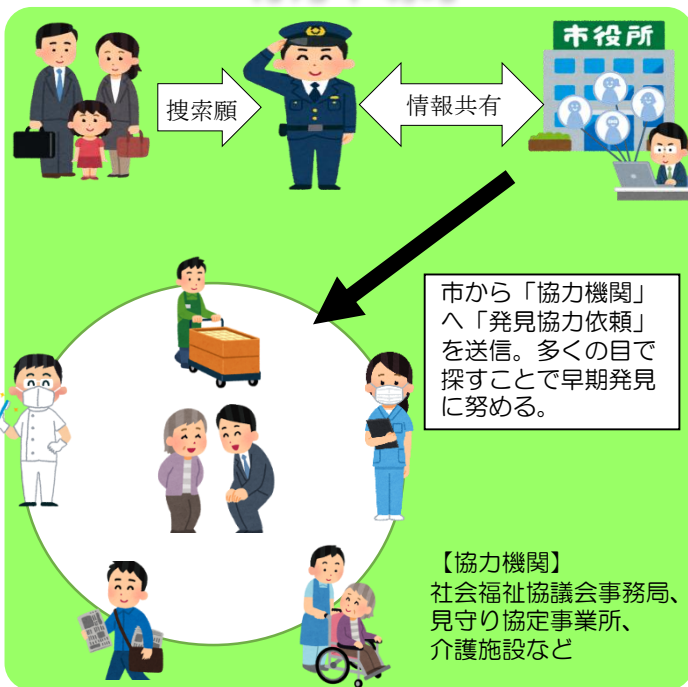 市役所
捜索願
情報共有
市から「協力機関」
へ「発見協力依頼」
を送信。多くの目で
探すことで早期発見
に努める。
【協力機関】
社会福祉協議会事務局、
見守り協定事業所、
介護施設など